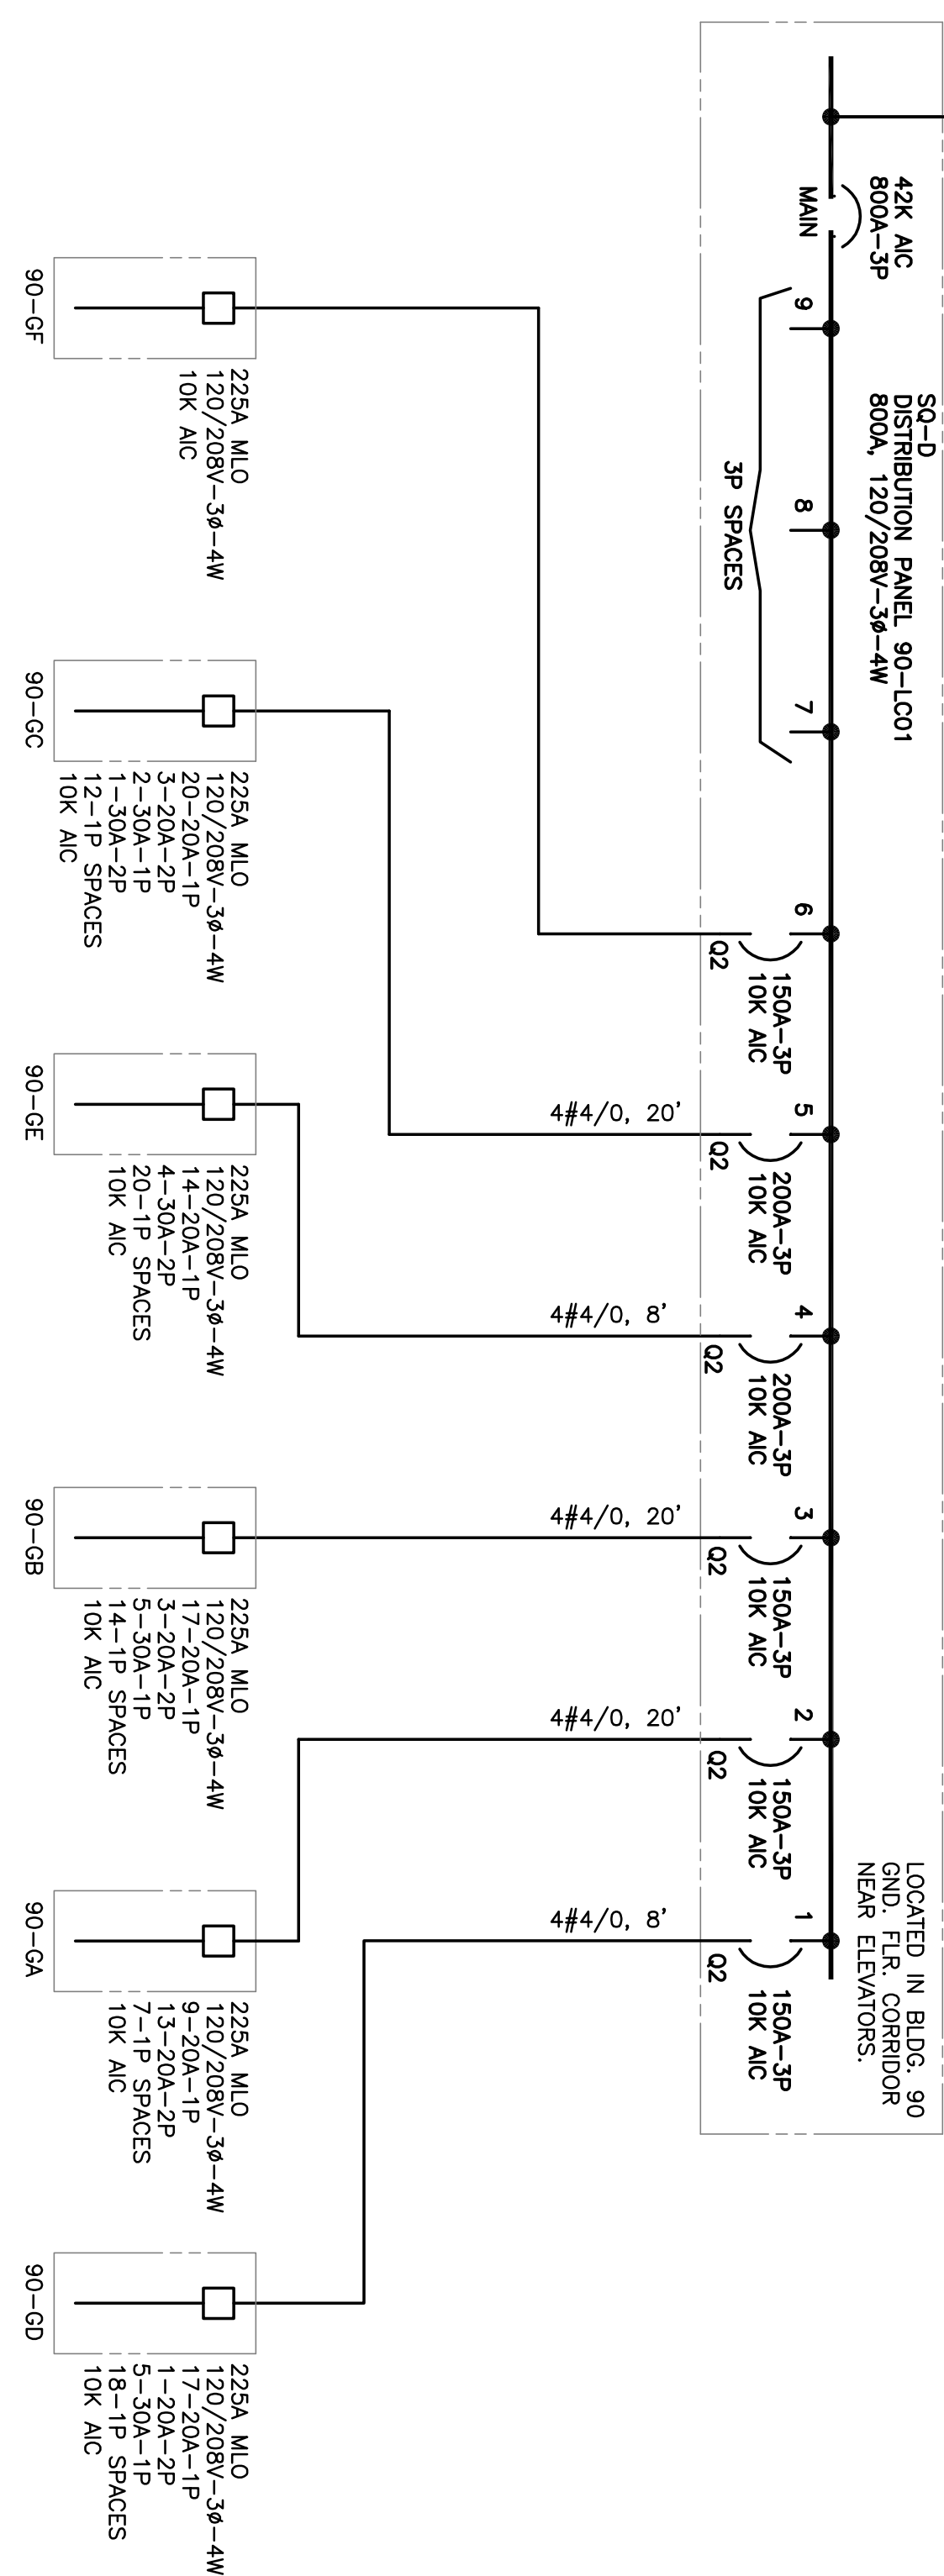 42K AIC
800A-3P
MAIN
SQ-D
DISTRIBUTION PANEL 90-LC01
800A, 120/208V-3ø-4W
LOCATED IN BLDG. 90
GND. FLR. CORRIDOR
NEAR ELEVATORS.
9
8
7
3P SPACES
6
150A-3P
10K AIC
Q2
5
200A-3P
10K AIC
Q2
4#4/0, 20'
4
200A-3P
10K AIC
Q2
4#4/0, 8'
3
150A-3P
10K AIC
Q2
4#4/0, 20'
2
150A-3P
10K AIC
Q2
4#4/0, 20'
1
150A-3P
10K AIC
Q2
4#4/0, 8'
225A MLO
120/208V-3ø-4W
10K AIC
90-GF
225A MLO
120/208V-3ø-4W
20-20A-1P
3-20A-2P
2-30A-1P
1-30A-2P
12-1P SPACES
10K AIC
90-GC
225A MLO
120/208V-3ø-4W
14-20A-1P
4-30A-2P
20-1P SPACES
10K AIC
90-GE
225A MLO
120/208V-3ø-4W
17-20A-1P
3-20A-2P
5-30A-1P
14-1P SPACES
10K AIC
90-GB
225A MLO
120/208V-3ø-4W
9-20A-1P
13-20A-2P
7-1P SPACES
10K AIC
90-GA
225A MLO
120/208V-3ø-4W
17-20A-1P
1-20A-2P
5-30A-1P
18-1P SPACES
10K AIC
90-GD